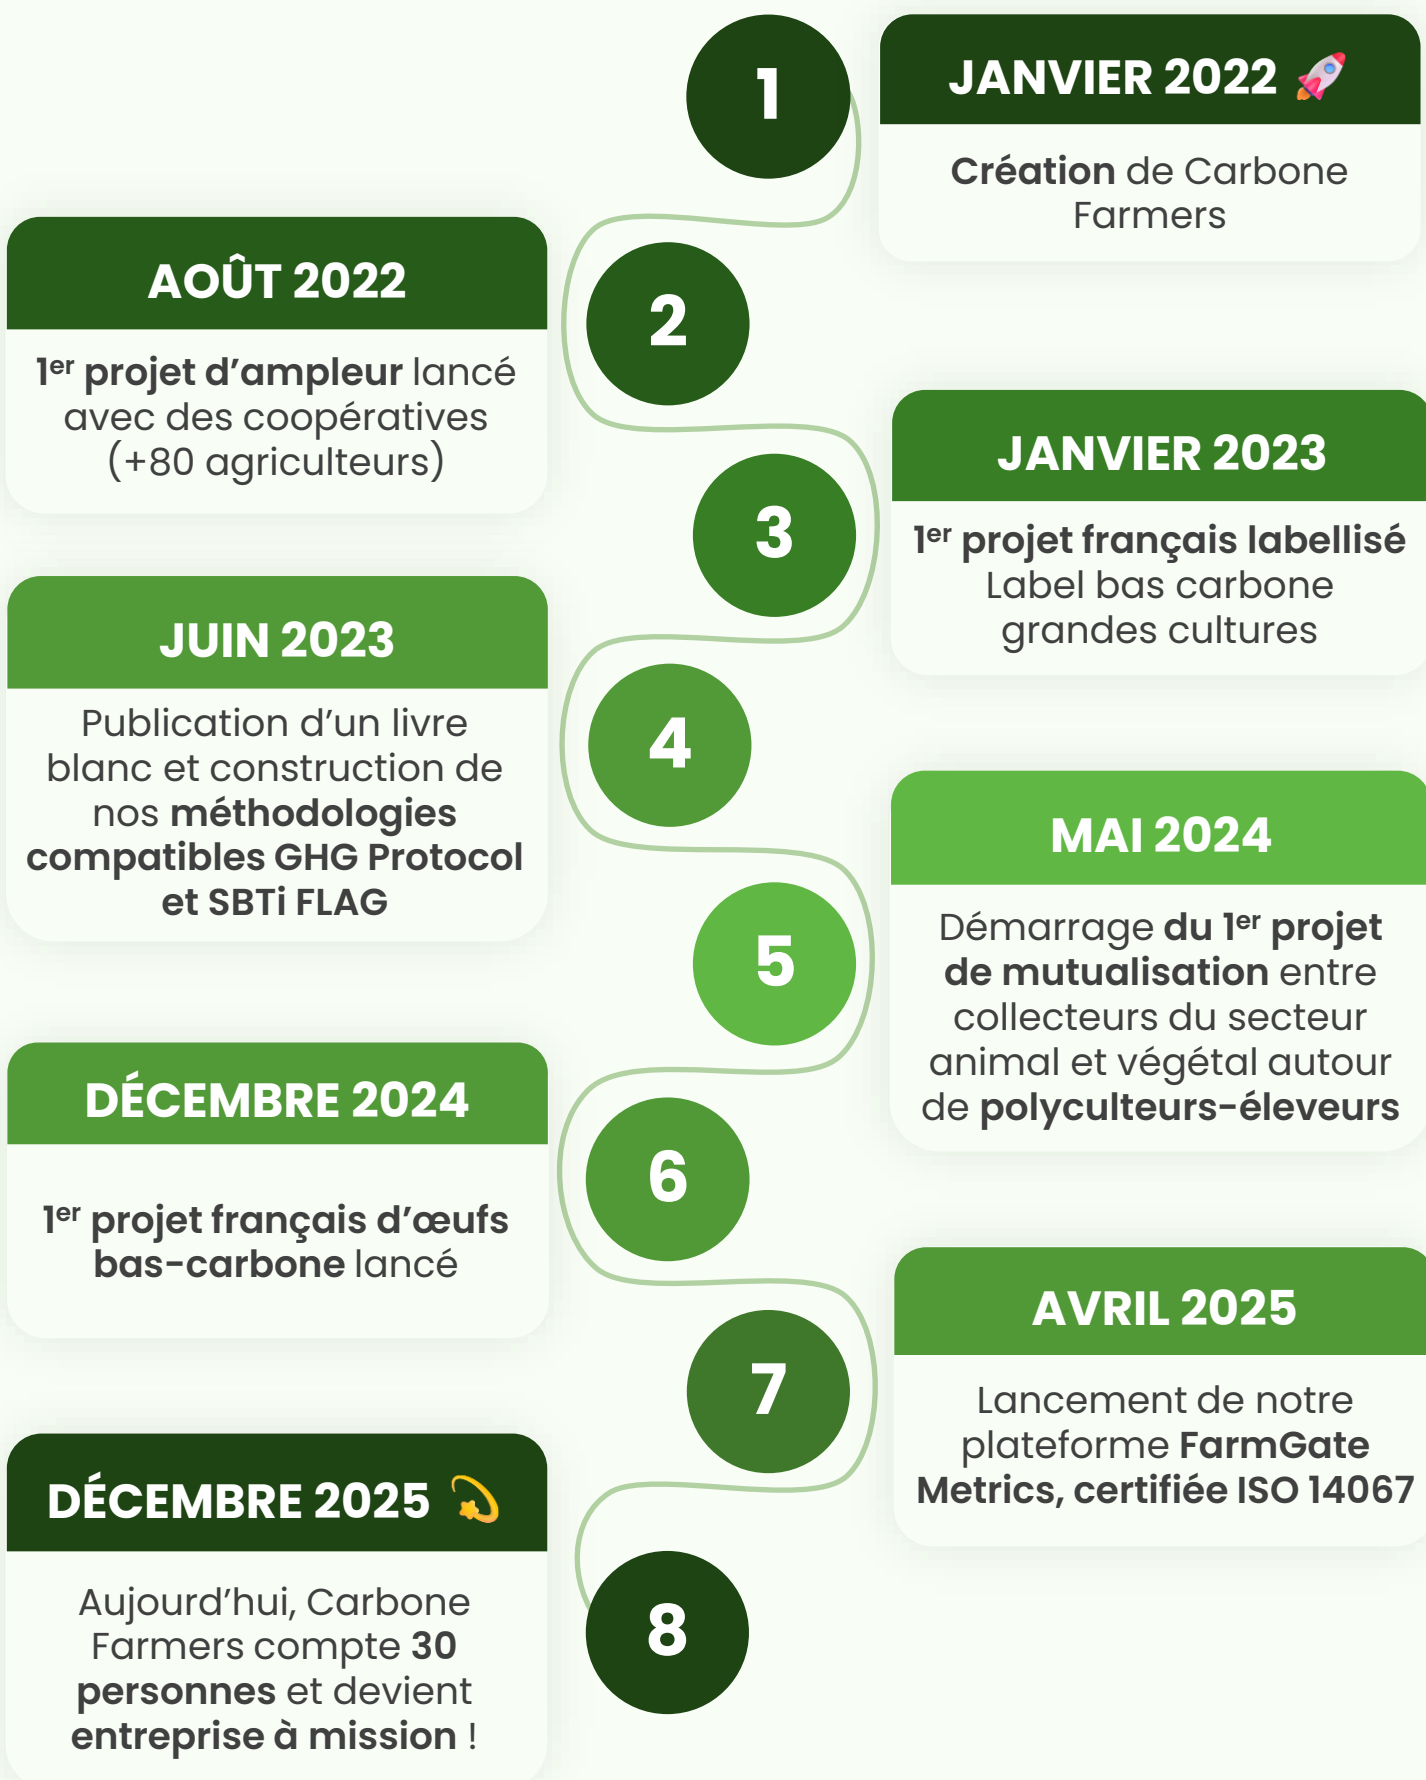 1
JANVIER 2022 🚀
Création de Carbone
Farmers
2
AOÛT 2022
1er projet d’ampleur lancé
avec des coopératives
(+80 agriculteurs)
3
JANVIER 2023
1er projet français labellisé
Label bas carbone
grandes cultures
4
JUIN 2023
Publication d’un livre
blanc et construction de
nos méthodologies
compatibles GHG Protocol
et SBTi FLAG
5
MAI 2024
Démarrage du 1er projet
de mutualisation entre
collecteurs du secteur
animal et végétal autour
de polyculteurs-éleveurs
6
DÉCEMBRE 2024
1er projet français d’œufs
bas-carbone lancé
7
AVRIL 2025
Lancement de notre
plateforme FarmGate
Metrics, certifiée ISO 14067
8
DÉCEMBRE 2025 💫
Aujourd’hui, Carbone
Farmers compte 30
personnes et devient
entreprise à mission !